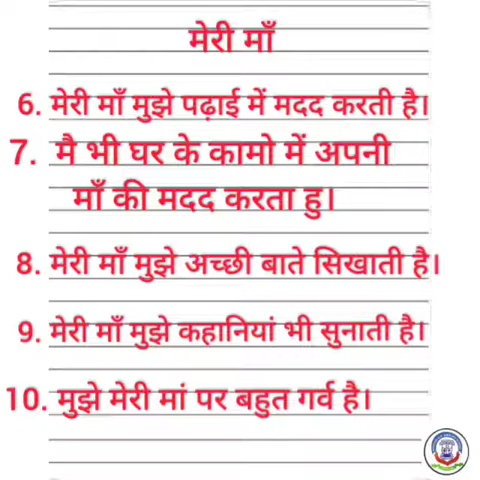 मेरी माँ
6. मेरी माँ मुझे पढ़ाई में मदद करती है।
7. मै भी घर के कामो में अपनी
माँ की मदद करता हु।
8. मेरी माँ मुझे अच्छी बाते सिखाती है।
9. मेरी माँ मुझे कहानियां भी सुनाती है।
10. मुझे मेरी मां पर बहुत गर्व है।